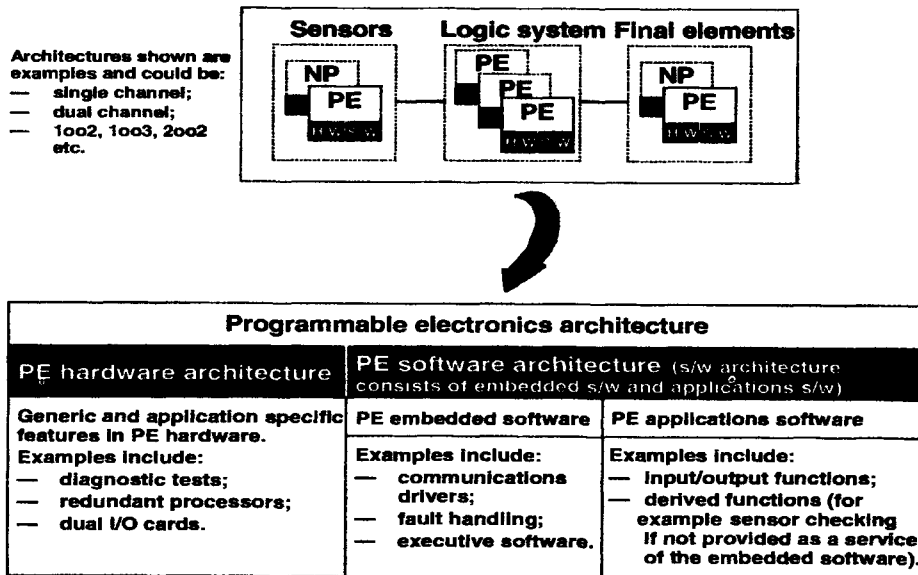 Sensors
Logic system
Final elements
Architectures shown are
examples and could be:
— single channel;
— dual channel;
— 1oo2, 1oo3, 2oo2
etc.
NP
PE
H/W S/W
PE
PE
PE
H/W S/W
NP
PE
H/W S/W
Programmable electronics architecture
PE hardware architecture
PE software architecture (s/w architecture
consists of embedded s/w and applications s/w)
Generic and application specific
features in PE hardware.
Examples include:
— diagnostic tests;
— redundant processors;
— dual I/O cards.
PE embedded software
Examples include:
— communications
drivers;
— fault handling;
— executive software.
PE applications software
Examples include:
— input/output functions;
— derived functions (for
example sensor checking
if not provided as a service
of the embedded software).